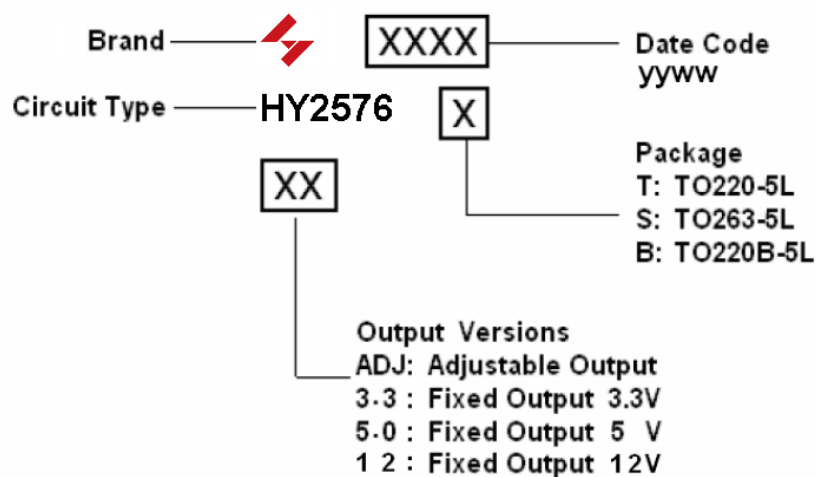 Brand
XXXX
Date Code
yyww
Circuit Type
HY2576
X
XX
Package
T: TO220-5L
S: TO263-5L
B: TO220B-5L
Output Versions
ADJ: Adjustable Output
3.3 : Fixed Output 3.3V
5.0 : Fixed Output 5 V
1 2 : Fixed Output 12V